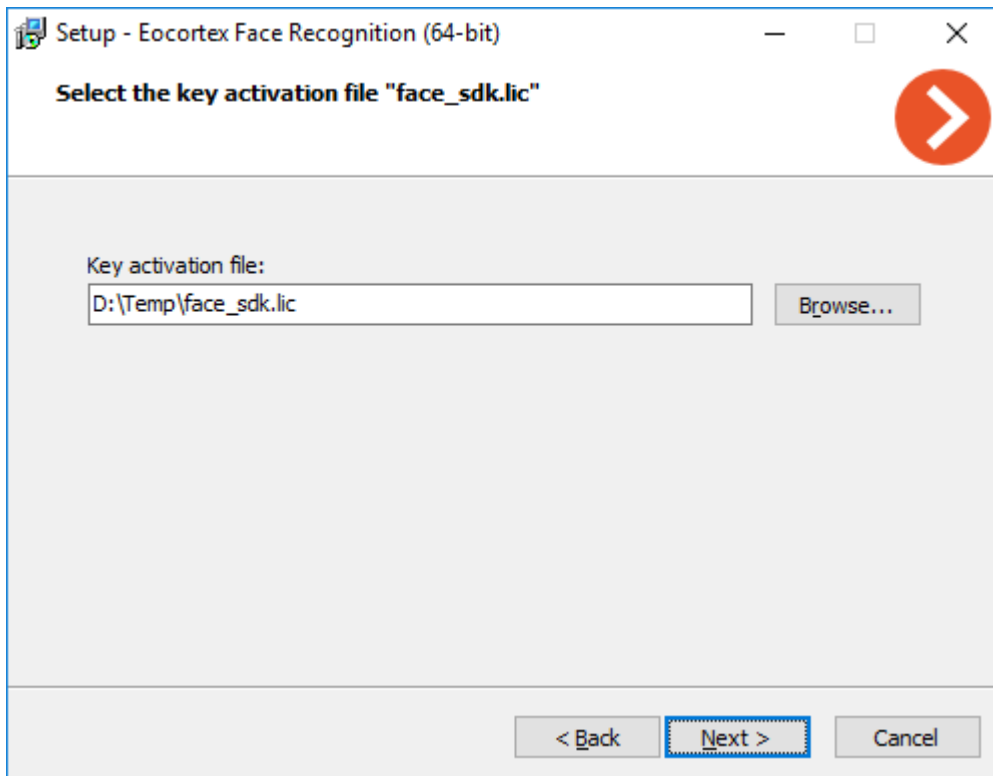 Setup - Eocortex Face Recognition (64-bit)
Select the key activation file "face_sdk.lic"
Key activation file:
D:\Temp\face_sdk.lic
Browse...
< Back
Next >
Cancel